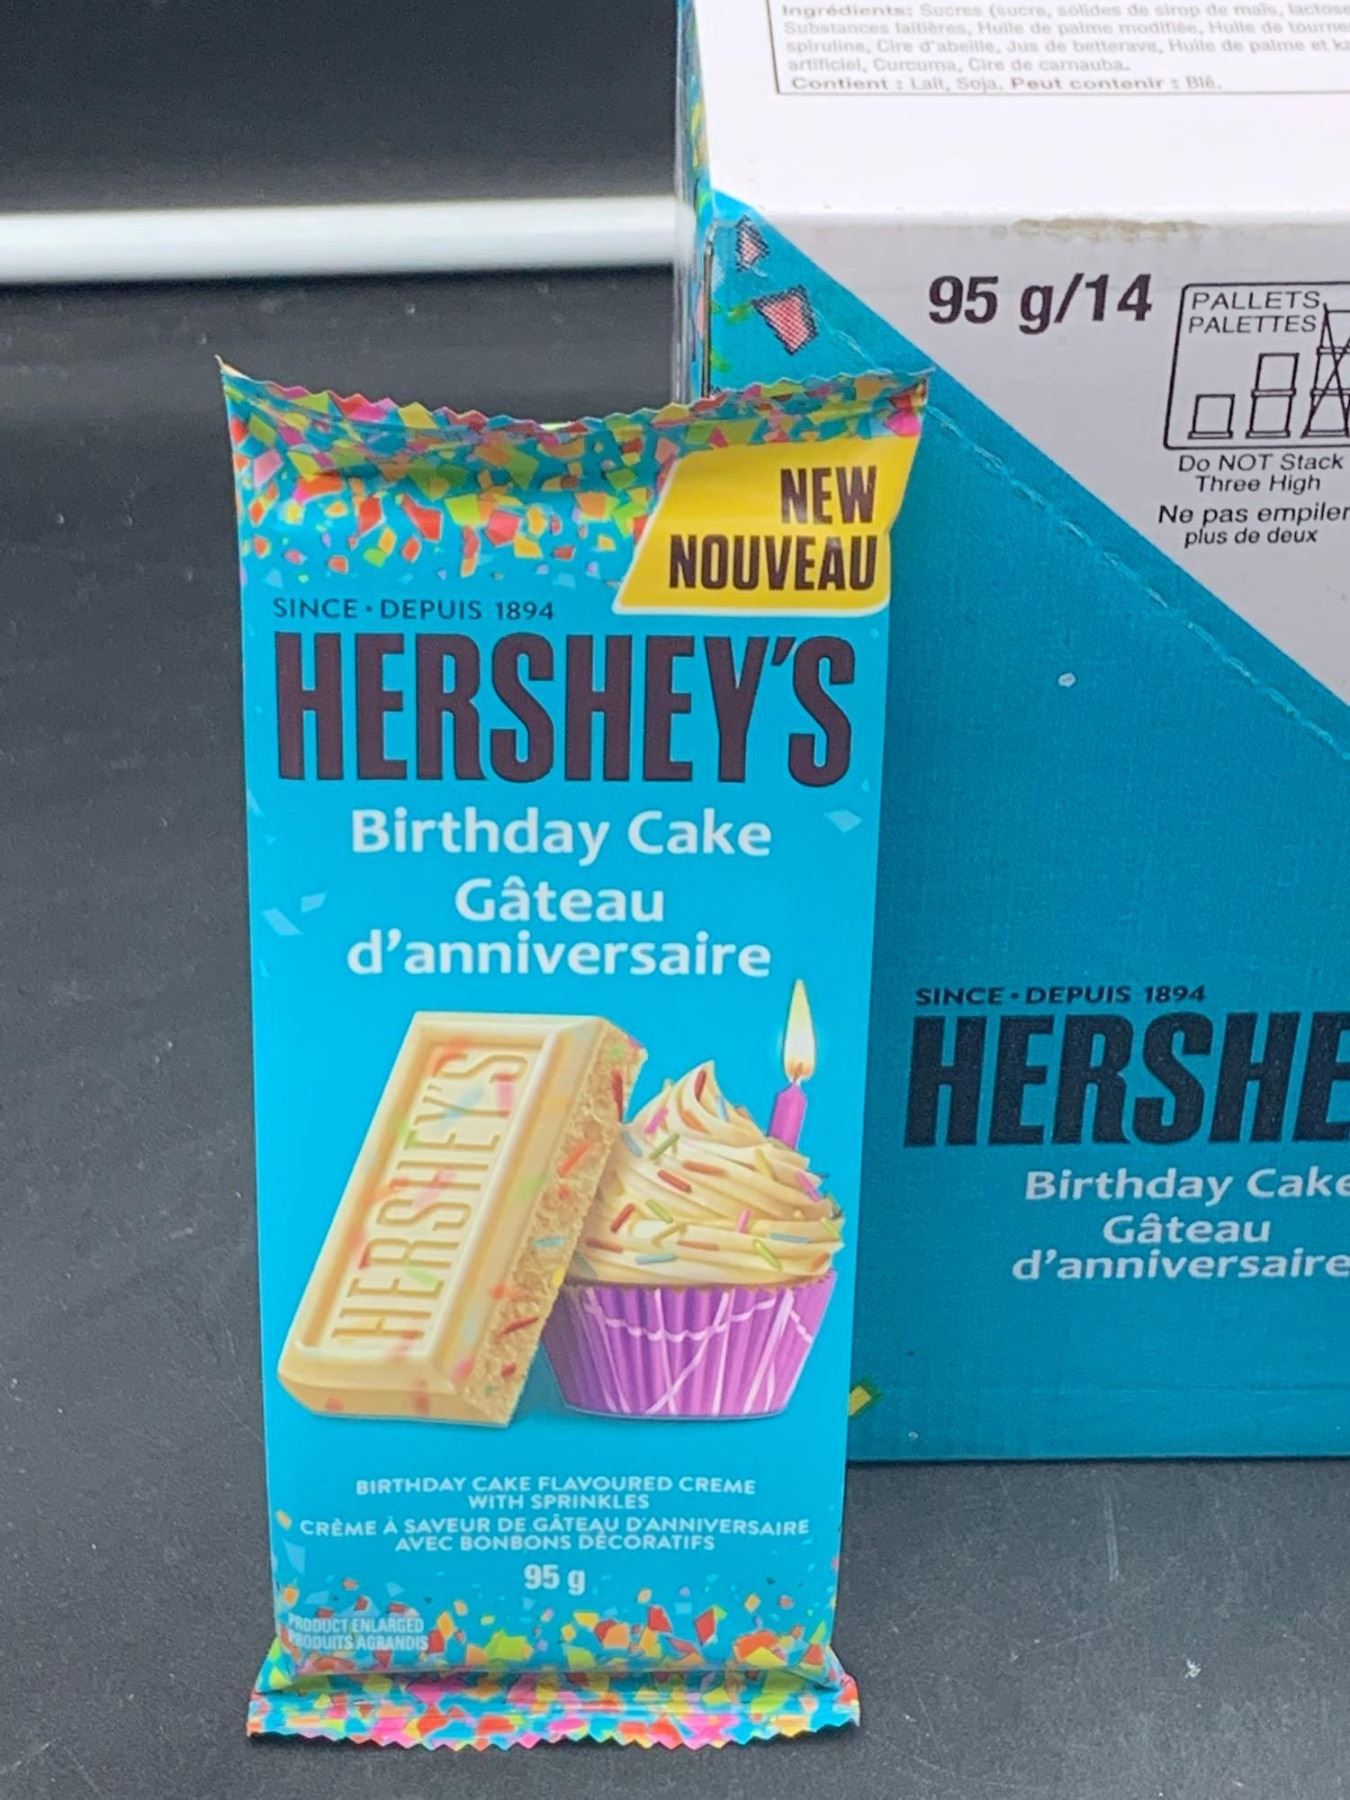 Ingrédients: Sucres (sucre, solides de sirop de maïs, lactose
Substances laitières, Huile de palme modifiée, Huile de tourne
spiruline, Cire d'abeille, Jus de betterave, Huile de palme et ka
artificiel, Curcuma, Cire de carnauba.
Contient : Lait, Soja. Peut contenir : Blé.
95 g/14
PALLETS
PALETTES
Do NOT Stack
Three High
Ne pas empiler
plus de deux
NEW
NOUVEAU
SINCE • DEPUIS 1894
HERSHEY'S
Birthday Cake
Gâteau
d'anniversaire
HERSHEY'S
BIRTHDAY CAKE FLAVOURED CREME
WITH SPRINKLES
CRÈME À SAVEUR DE GÂTEAU D'ANNIVERSAIRE
AVEC BONBONS DÉCORATIFS
95 g
PRODUCT ENLARGED
PRODUITS AGRANDIS
SINCE • DEPUIS 1894
HERSHE
Birthday Cake
Gâteau
d'anniversaire